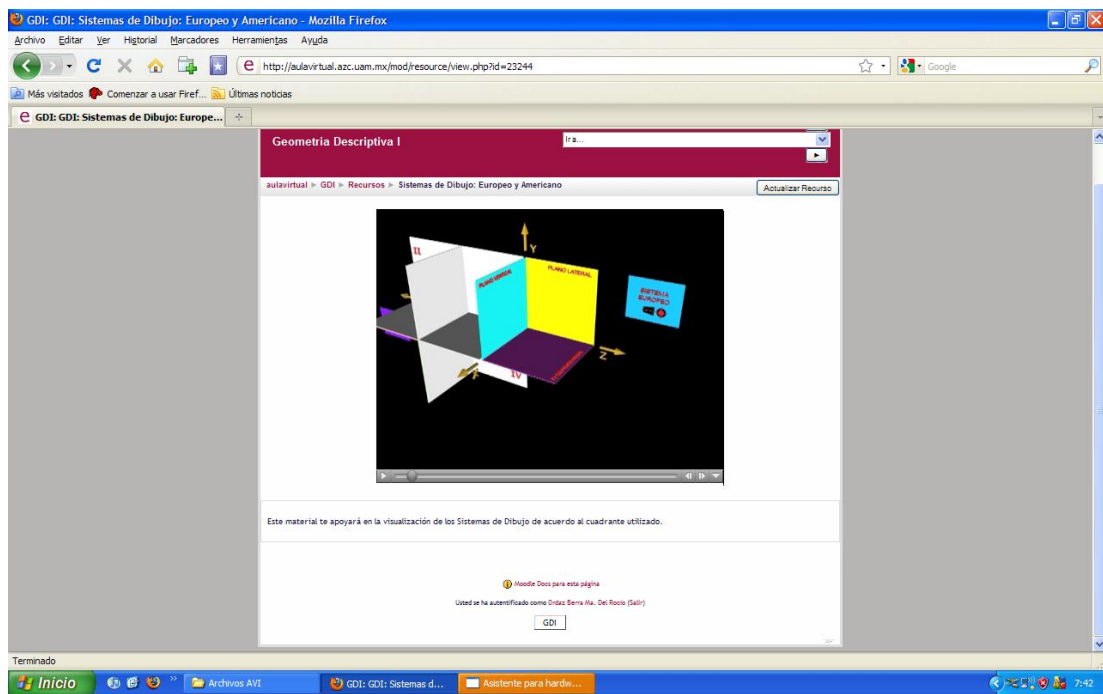 GDI: GDI: Sistemas de Dibujo: Europeo y Americano - Mozilla Firefox
Archivo Editar Ver Historial Marcadores Herramientas Ayuda
http://aulavirtual.azc.uam.mx/mod/resource/view.php?id=23244
Google
Más visitados Comenzar a usar Firef... Últimas noticias
GDI: GDI: Sistemas de Dibujo: Europe...
Geometria Descriptiva I
Ir a...
aulavirtual ► GDI ► Recursos ► Sistemas de Dibujo: Europeo y Americano
Actualizar Recurso
II
Y
PLANO VERTICAL
PLANO LATERAL
SISTEMA
EUROPEO
Z
X
IV
Este material te apoyará en la visualización de los Sistemas de Dibujo de acuerdo al cuadrante utilizado.
Moodle Docs para esta página
Usted se ha autentificado como Ordaz Berra Ma. Del Rocio (Salir)
GDI
Terminado
Inicio
Archivos AVI
GDI: GDI: Sistemas d...
Asistente para hardw...
7:42